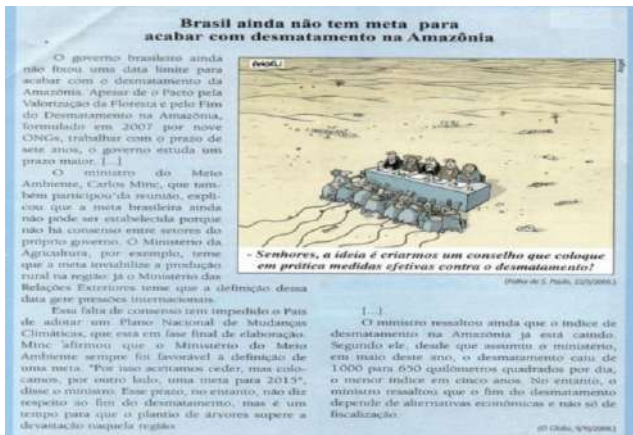 Brasil ainda não tem meta para
acabar com desmatamento na Amazônia
O governo brasileiro ainda
não fixou uma data limite para
acabar com o desmatamento da
Amazônia. Apesar de o Pacto pela
Valorização da Floresta e pelo Fim
do Desmatamento na Amazônia,
formulado em 2007 por nove
ONGs, trabalhar com o prazo de
sete anos, o governo estuda um
prazo maior. [...]
O ministro do Meio
Ambiente, Carlos Minc, que tam-
bém participou da reunião, expli-
cou que a meta brasileira ainda
não pode ser estabelecida porque
não há consenso entre setores do
próprio governo. O Ministério da
Agricultura, por exemplo, teme
que a meta inviabilize a produção
rural na região. Já o Ministério das
Relações Exteriores teme que a definição dessa
data gere pressões internacionais.
Essa falta de consenso tem impedido o País
de adotar um Plano Nacional de Mudanças
Climáticas, que está em fase final de elaboração.
Minc afirmou que o Ministério do Meio
Ambiente sempre foi favorável à definição de
uma meta. "Por isso aceitamos ceder, mas colo-
camos, por outro lado, uma meta para 2015",
disse o ministro. Esse prazo, no entanto, não diz
respeito ao fim do desmatamento, mas é um
tempo para que o plantio de árvores supere a
devastação naquela região.
ANGELI
- Senhores, a ideia é criarmos um conselho que coloque
em prática medidas efetivas contra o desmatamento!
(Folha de S. Paulo,
[...]
O ministro ressaltou ainda que o índice de
desmatamento na Amazônia já está caindo.
Segundo ele, desde que assumiu o ministério,
em maio deste ano, o desmatamento caiu de
1000 para 650 quilômetros quadrados por dia,
o menor índice em cinco anos. No entanto, o
ministro ressaltou que o fim do desmatamento
depende de alternativas econômicas e não só de
fiscalização.
(O Globo,